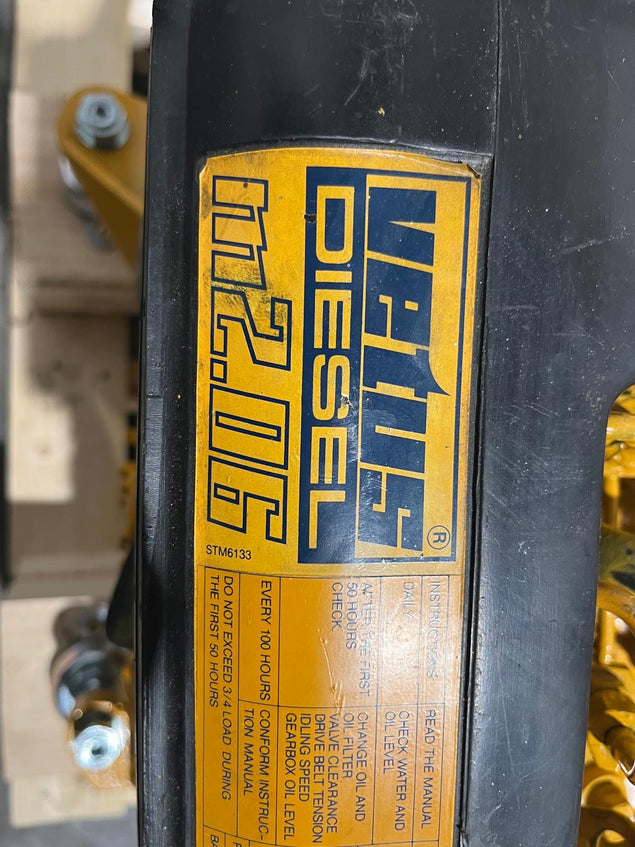 vetus®
DIESEL
m2.06
STM6133
INSTRUCTIONS READ THE MANUAL
DAILY CHECK WATER AND
OIL LEVEL
AFTER THE FIRST CHANGE OIL AND
50 HOURS OIL FILTER
CHECK VALVE CLEARANCE
DRIVE BELT TENSION
IDLING SPEED
GEARBOX OIL LEVEL
EVERY 100 HOURS CONFORM INSTRUC-
TION MANUAL
DO NOT EXCEED 3/4 LOAD DURING
THE FIRST 50 HOURS